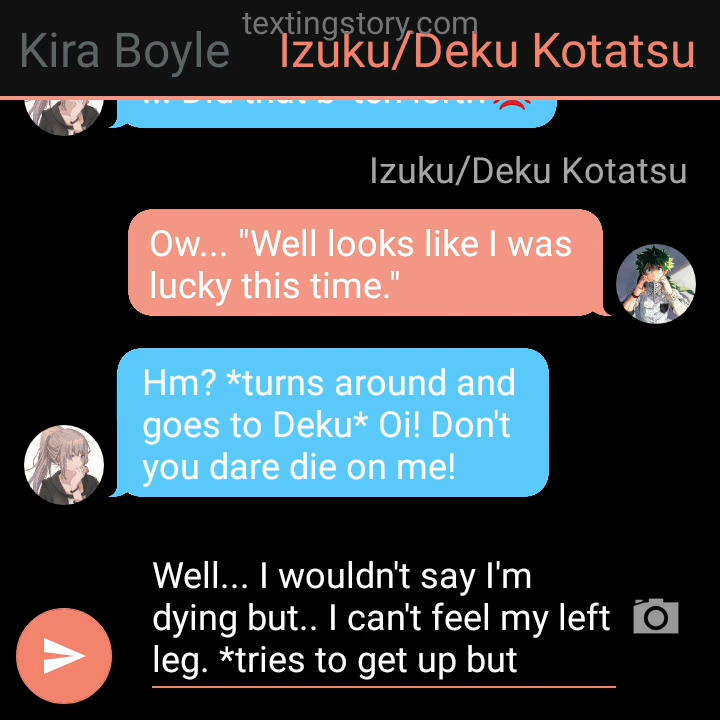 textingstory.com
Kira Boyle Izuku/Deku Kotatsu
Izuku/Deku Kotatsu
Ow... "Well looks like I was
lucky this time."
Hm? *turns around and
goes to Deku* Oi! Don't
you dare die on me!
Well... I wouldn't say I'm
dying but.. I can't feel my left
leg. *tries to get up but